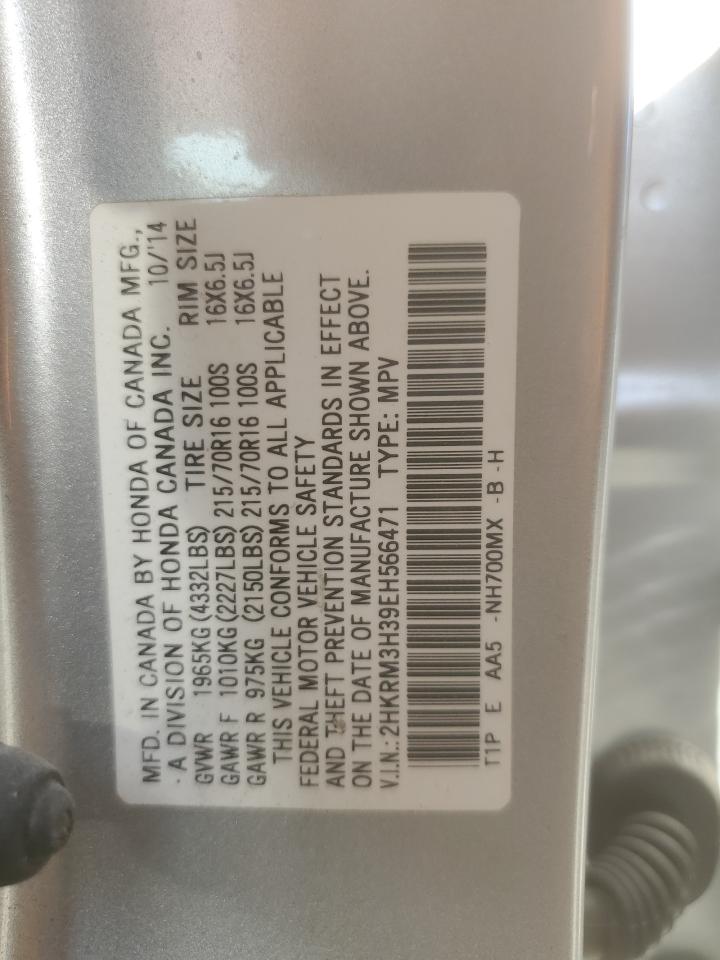 MFD. IN CANADA BY HONDA OF CANADA MFG.,
· A DIVISION OF HONDA CANADA INC. 10/'14
GVWR 1965KG (4332LBS) TIRE SIZE RIM SIZE
GAWR F 1010KG (2227LBS) 215/70R16 100S 16X6.5J
GAWR R 975KG (2150LBS) 215/70R16 100S 16X6.5J
THIS VEHICLE CONFORMS TO ALL APPLICABLE
FEDERAL MOTOR VEHICLE SAFETY
AND THEFT PREVENTION STANDARDS IN EFFECT
ON THE DATE OF MANUFACTURE SHOWN ABOVE.
V.I.N.: 2HKRM3H39EH566471 TYPE: MPV
T1P E AA5 -NH700MX -B -H